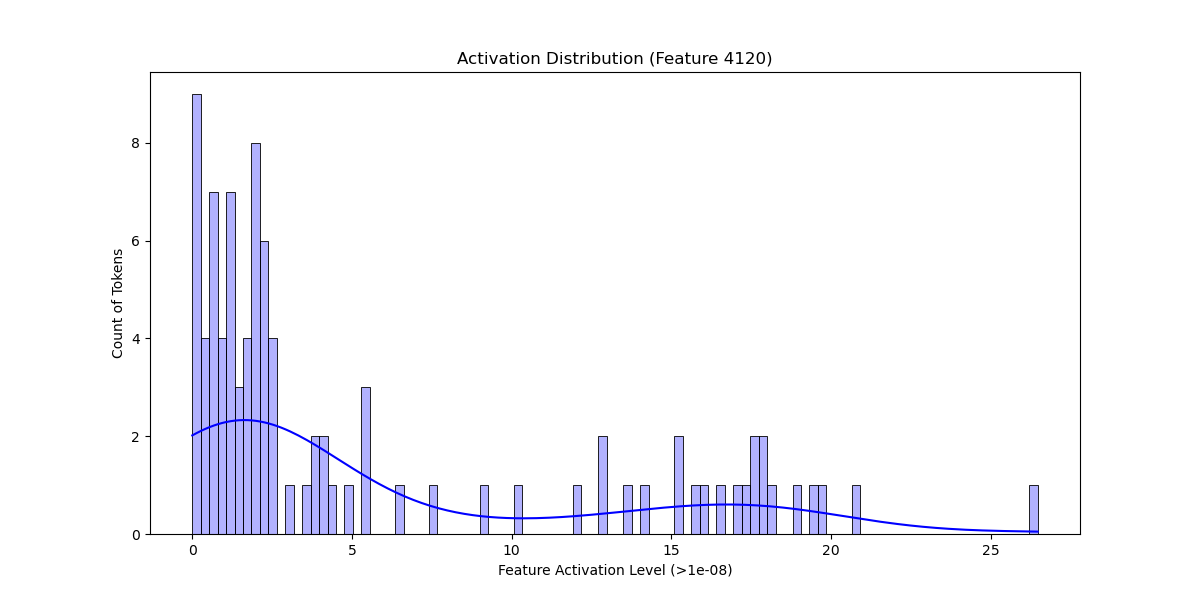 Activation Distribution (Feature 4120)
8
6
4
2
0
Count of Tokens
0 5 10 15 20 25
Feature Activation Level (>1e-08)